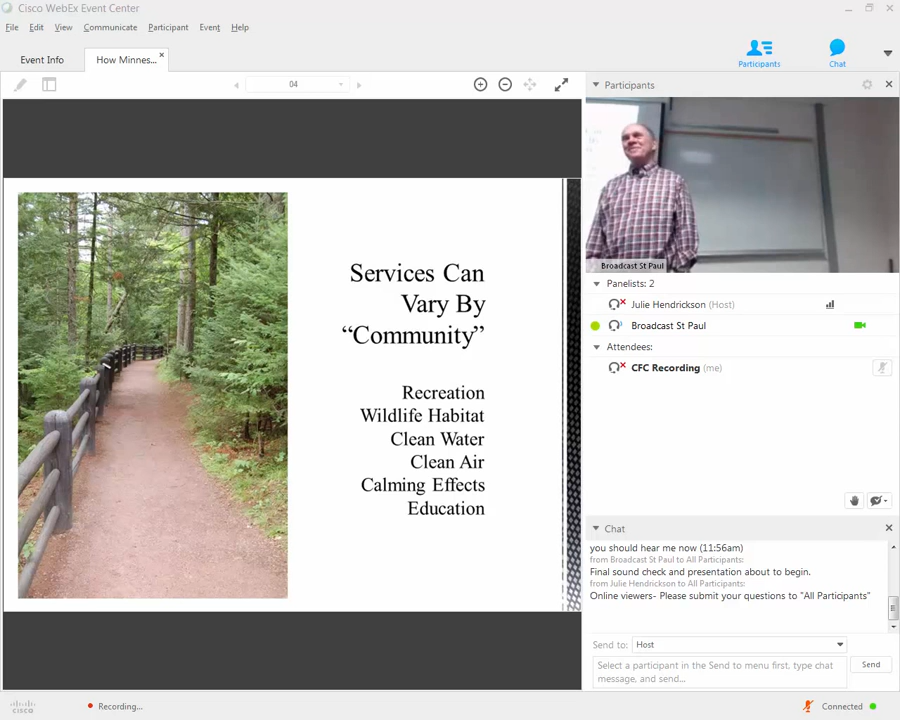 Cisco WebEx Event Center
File Edit View Communicate Participant Event Help
Event Info How Minnes...
Participants Chat
04
Participants
Services Can
Vary By
“Community”
Recreation
Wildlife Habitat
Clean Water
Clean Air
Calming Effects
Education
Broadcast St Paul
Panelists: 2
Julie Hendrickson (Host)
Broadcast St Paul
Attendees:
CFC Recording (me)
Chat
you should hear me now (11:56am)
from Broadcast St Paul to All Participants:
Final sound check and presentation about to begin.
from Julie Hendrickson to All Participants:
Online viewers- Please submit your questions to "All Participants"
Send to: Host
Select a participant in the Send to menu first, type chat
message, and send...
Send
cisco
Recording...
Connected